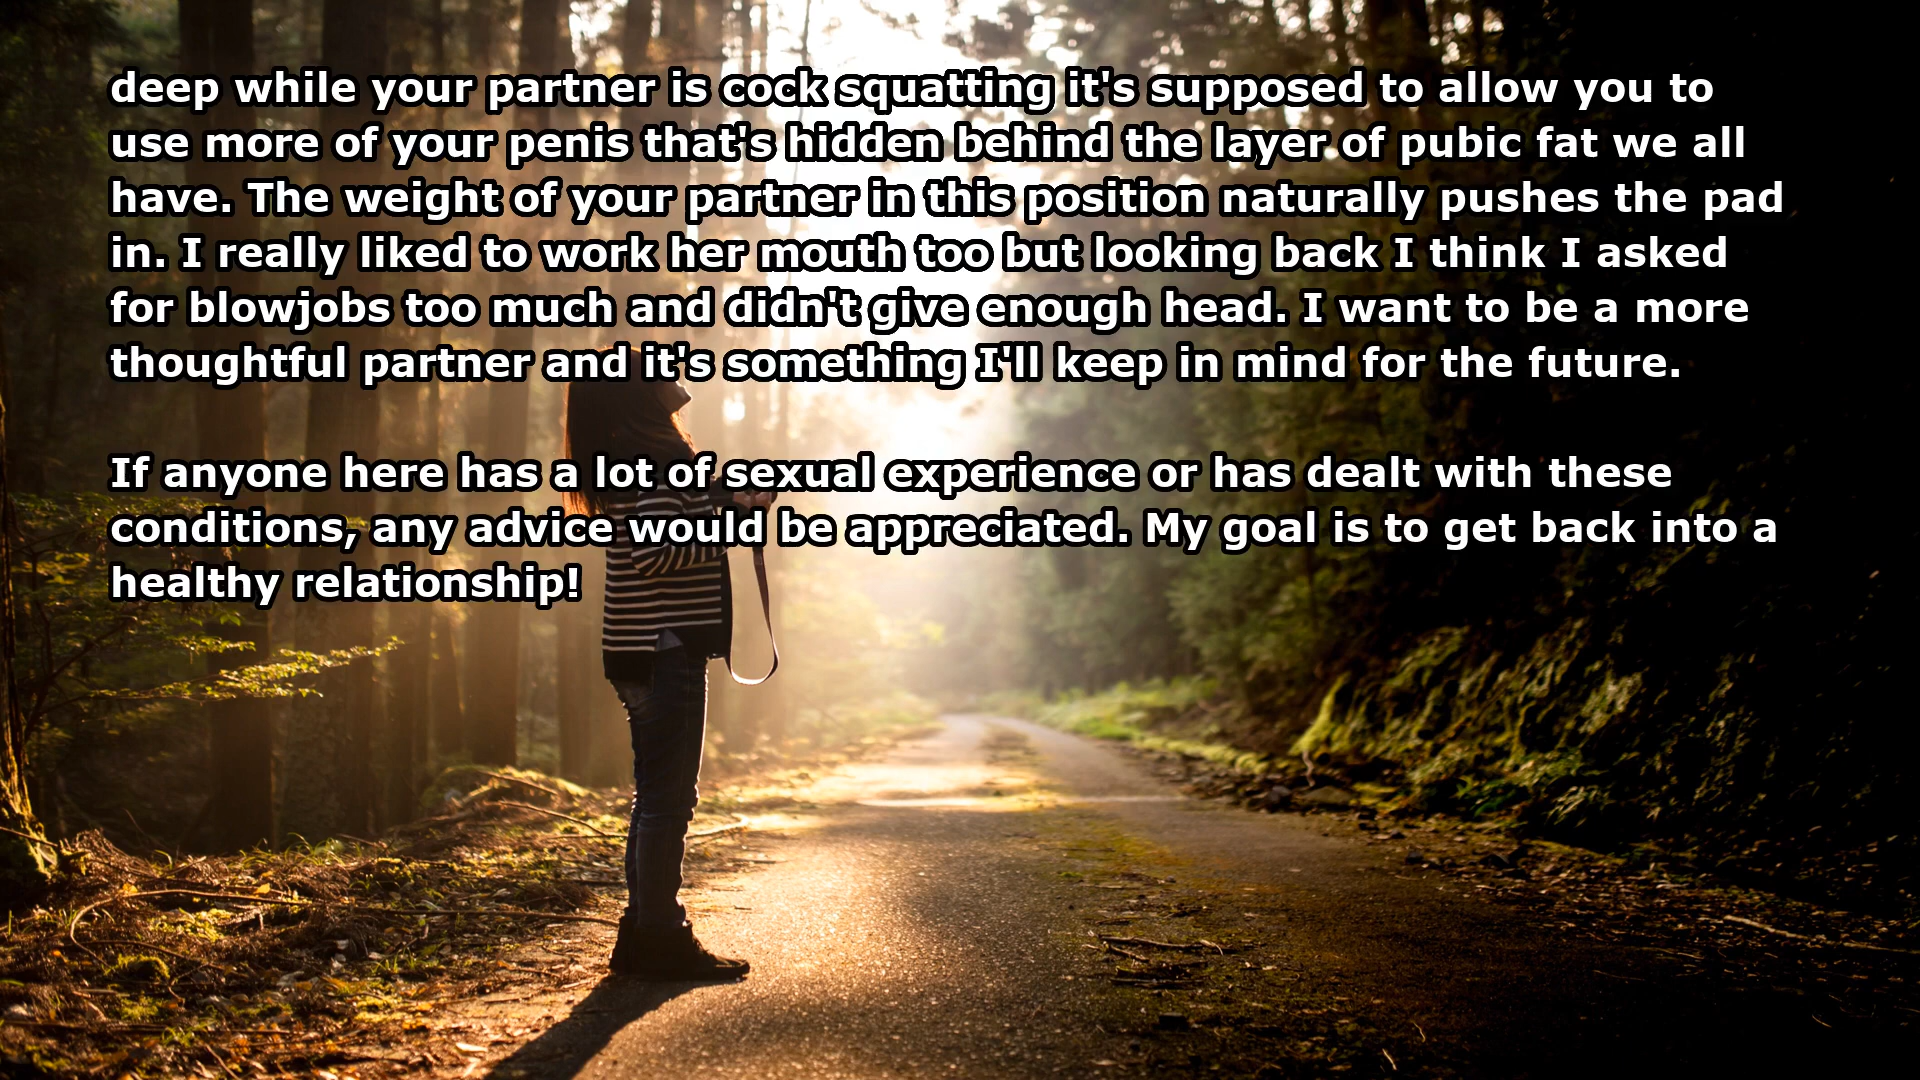 deep while your partner is cock squatting it's supposed to allow you to
use more of your penis that's hidden behind the layer of pubic fat we all
have. The weight of your partner in this position naturally pushes the pad
in. I really liked to work her mouth too but looking back I think I asked
for blowjobs too much and didn't give enough head. I want to be a more
thoughtful partner and it's something I'll keep in mind for the future.
If anyone here has a lot of sexual experience or has dealt with these
conditions, any advice would be appreciated. My goal is to get back into a
healthy relationship!